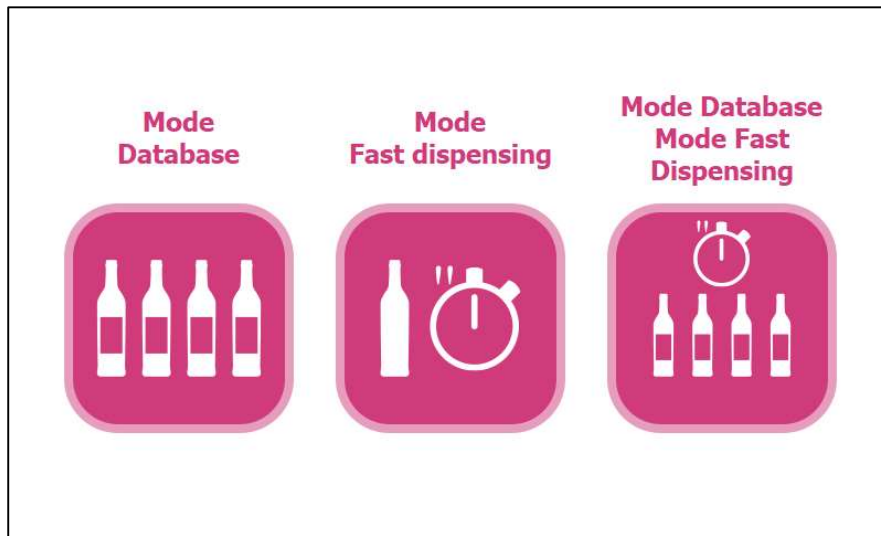 Mode
Database
Mode
Fast dispensing
Mode Database
Mode Fast
Dispensing